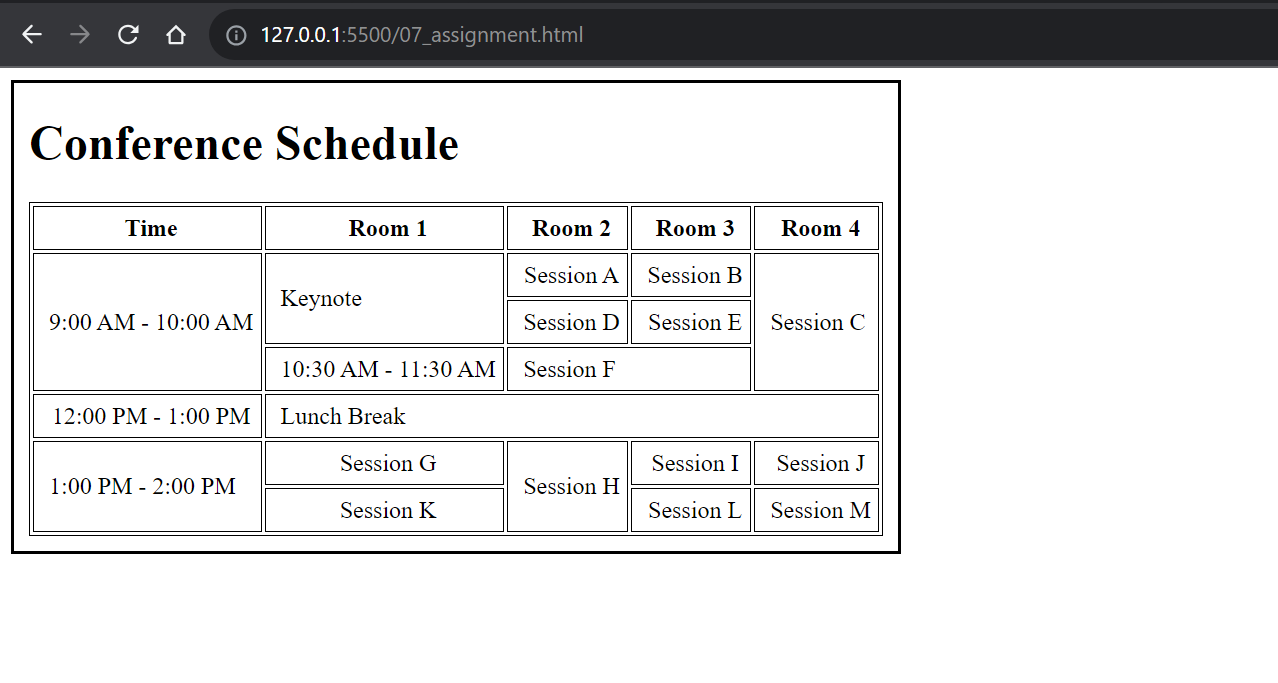 127.0.0.1:5500/07_assignment.html
Conference Schedule
Time Room 1 Room 2 Room 3 Room 4
9:00 AM - 10:00 AM Keynote Session A Session B Session C
Session D Session E
10:30 AM - 11:30 AM Session F
12:00 PM - 1:00 PM Lunch Break
1:00 PM - 2:00 PM Session G Session H Session I Session J
Session K Session L Session M